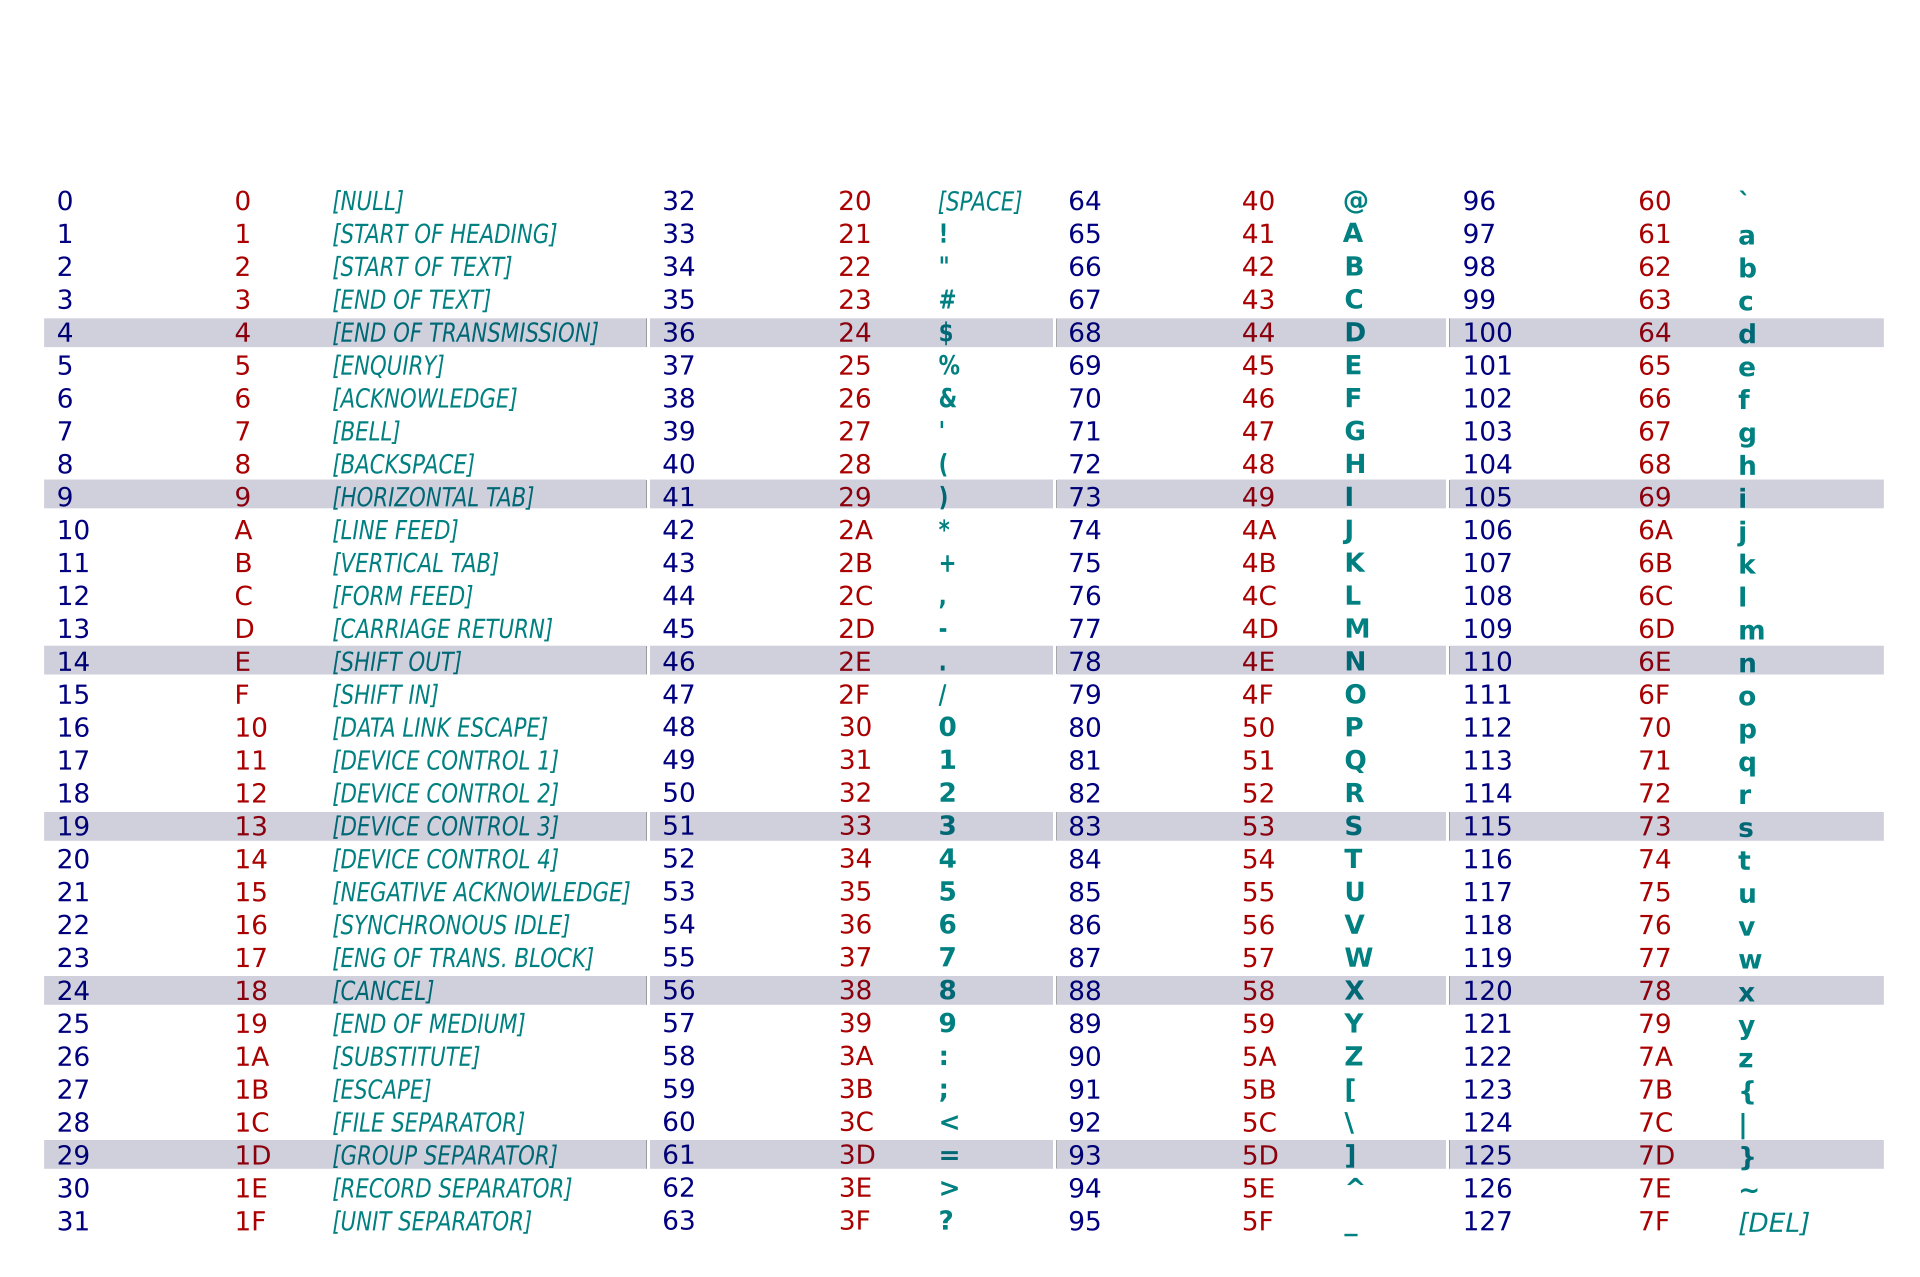 0 0 [NULL] 32 20 [SPACE] 64 40 @ 96 60 `
1 1 [START OF HEADING] 33 21 ! 65 41 A 97 61 a
2 2 [START OF TEXT] 34 22 " 66 42 B 98 62 b
3 3 [END OF TEXT] 35 23 # 67 43 C 99 63 c
4 4 [END OF TRANSMISSION] 36 24 $ 68 44 D 100 64 d
5 5 [ENQUIRY] 37 25 % 69 45 E 101 65 e
6 6 [ACKNOWLEDGE] 38 26 & 70 46 F 102 66 f
7 7 [BELL] 39 27 ' 71 47 G 103 67 g
8 8 [BACKSPACE] 40 28 ( 72 48 H 104 68 h
9 9 [HORIZONTAL TAB] 41 29 ) 73 49 I 105 69 i
10 A [LINE FEED] 42 2A * 74 4A J 106 6A j
11 B [VERTICAL TAB] 43 2B + 75 4B K 107 6B k
12 C [FORM FEED] 44 2C , 76 4C L 108 6C l
13 D [CARRIAGE RETURN] 45 2D - 77 4D M 109 6D m
14 E [SHIFT OUT] 46 2E . 78 4E N 110 6E n
15 F [SHIFT IN] 47 2F / 79 4F O 111 6F o
16 10 [DATA LINK ESCAPE] 48 30 0 80 50 P 112 70 p
17 11 [DEVICE CONTROL 1] 49 31 1 81 51 Q 113 71 q
18 12 [DEVICE CONTROL 2] 50 32 2 82 52 R 114 72 r
19 13 [DEVICE CONTROL 3] 51 33 3 83 53 S 115 73 s
20 14 [DEVICE CONTROL 4] 52 34 4 84 54 T 116 74 t
21 15 [NEGATIVE ACKNOWLEDGE] 53 35 5 85 55 U 117 75 u
22 16 [SYNCHRONOUS IDLE] 54 36 6 86 56 V 118 76 v
23 17 [ENG OF TRANS. BLOCK] 55 37 7 87 57 W 119 77 w
24 18 [CANCEL] 56 38 8 88 58 X 120 78 x
25 19 [END OF MEDIUM] 57 39 9 89 59 Y 121 79 y
26 1A [SUBSTITUTE] 58 3A : 90 5A Z 122 7A z
27 1B [ESCAPE] 59 3B ; 91 5B [ 123 7B {
28 1C [FILE SEPARATOR] 60 3C < 92 5C \ 124 7C |
29 1D [GROUP SEPARATOR] 61 3D = 93 5D ] 125 7D }
30 1E [RECORD SEPARATOR] 62 3E > 94 5E ^ 126 7E ~
31 1F [UNIT SEPARATOR] 63 3F ? 95 5F _ 127 7F [DEL]